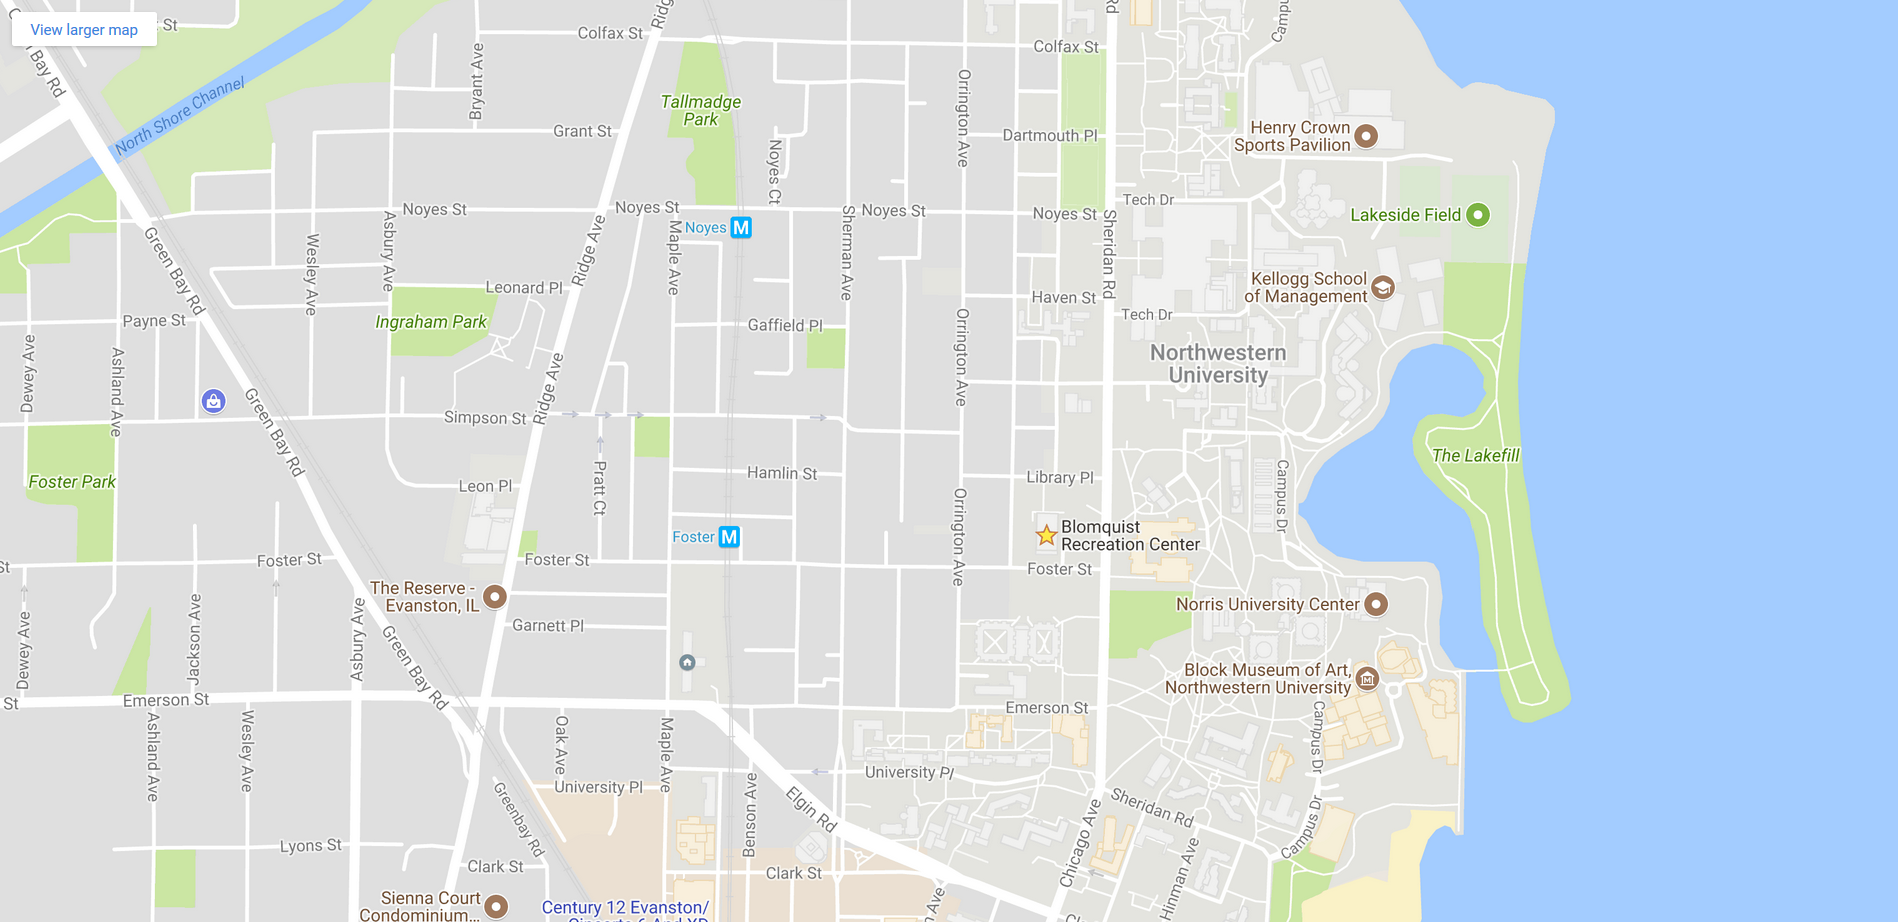 View larger map
St
Bay Rd
North Shore Channel
Bryant Ave
Colfax St
Ridg
Tallmadge
Park
Grant St
Noyes Ct
Orrington Ave
Rd
Colfax St
Dartmouth Pl
Camp
Henry Crown
Sports Pavilion
Noyes St
Noyes St
Noyes St
Noyes St
Tech Dr
Lakeside Field
Noyes
M
Green Bay Rd
Wesley Ave
Asbury Ave
Ridge Ave
Maple Ave
Sherman Ave
Sheridan Rd
Leonard Pl
Kellogg School
of Management
Haven St
Tech Dr
Payne St
Ingraham Park
Gaffield Pl
Orrington Ave
Northwestern
University
Dewey Ave
Ashland Ave
Green Bay Rd
Ridge Ave
Simpson St
The Lakefill
Foster Park
Leon Pl
Pratt Ct
Hamlin St
Library Pl
Orrington Ave
Campus Dr
Foster
M
Blomquist
Recreation Center
St
Foster St
Foster St
Foster St
The Reserve -
Evanston, IL
Norris University Center
Dewey Ave
Jackson Ave
Asbury Ave
Green Bay Rd
Garnett Pl
Block Museum of Art,
Northwestern University
St
Emerson St
Emerson St
Ashland Ave
Wesley Ave
Oak Ave
Maple Ave
Campus Dr
University Pl
University Pl
Greenbay Rd
Benson Ave
Elgin Rd
Sheridan Rd
Chicago Ave
Campus Dr
Hinman Ave
Lyons St
Clark St
Clark St
Sienna Court
Condominium...
Century 12 Evanston/
n Ave